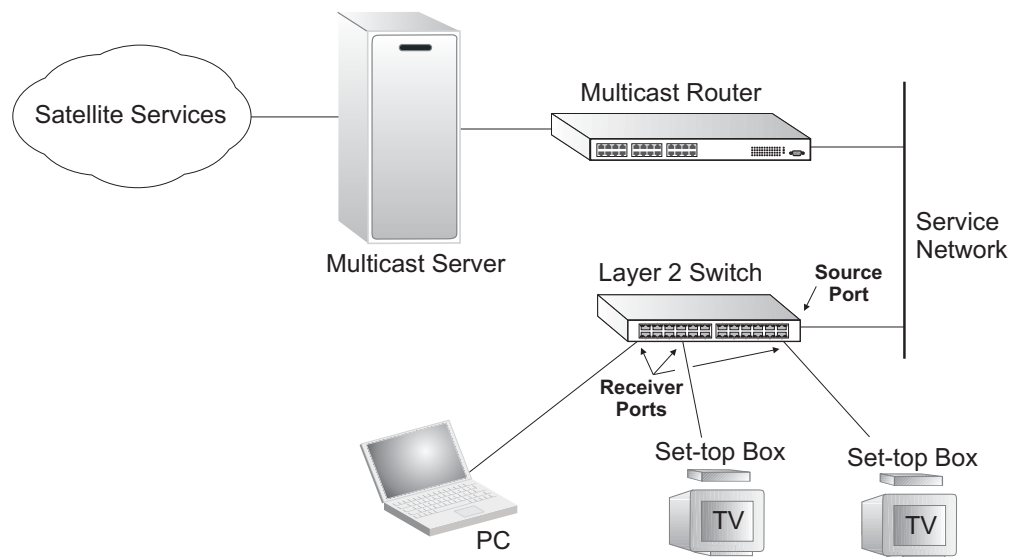 Satellite Services
Multicast Router
Service
Network
Multicast Server
Layer 2 Switch
Source
Port
Receiver
Ports
Set-top Box
Set-top Box
TV
TV
PC